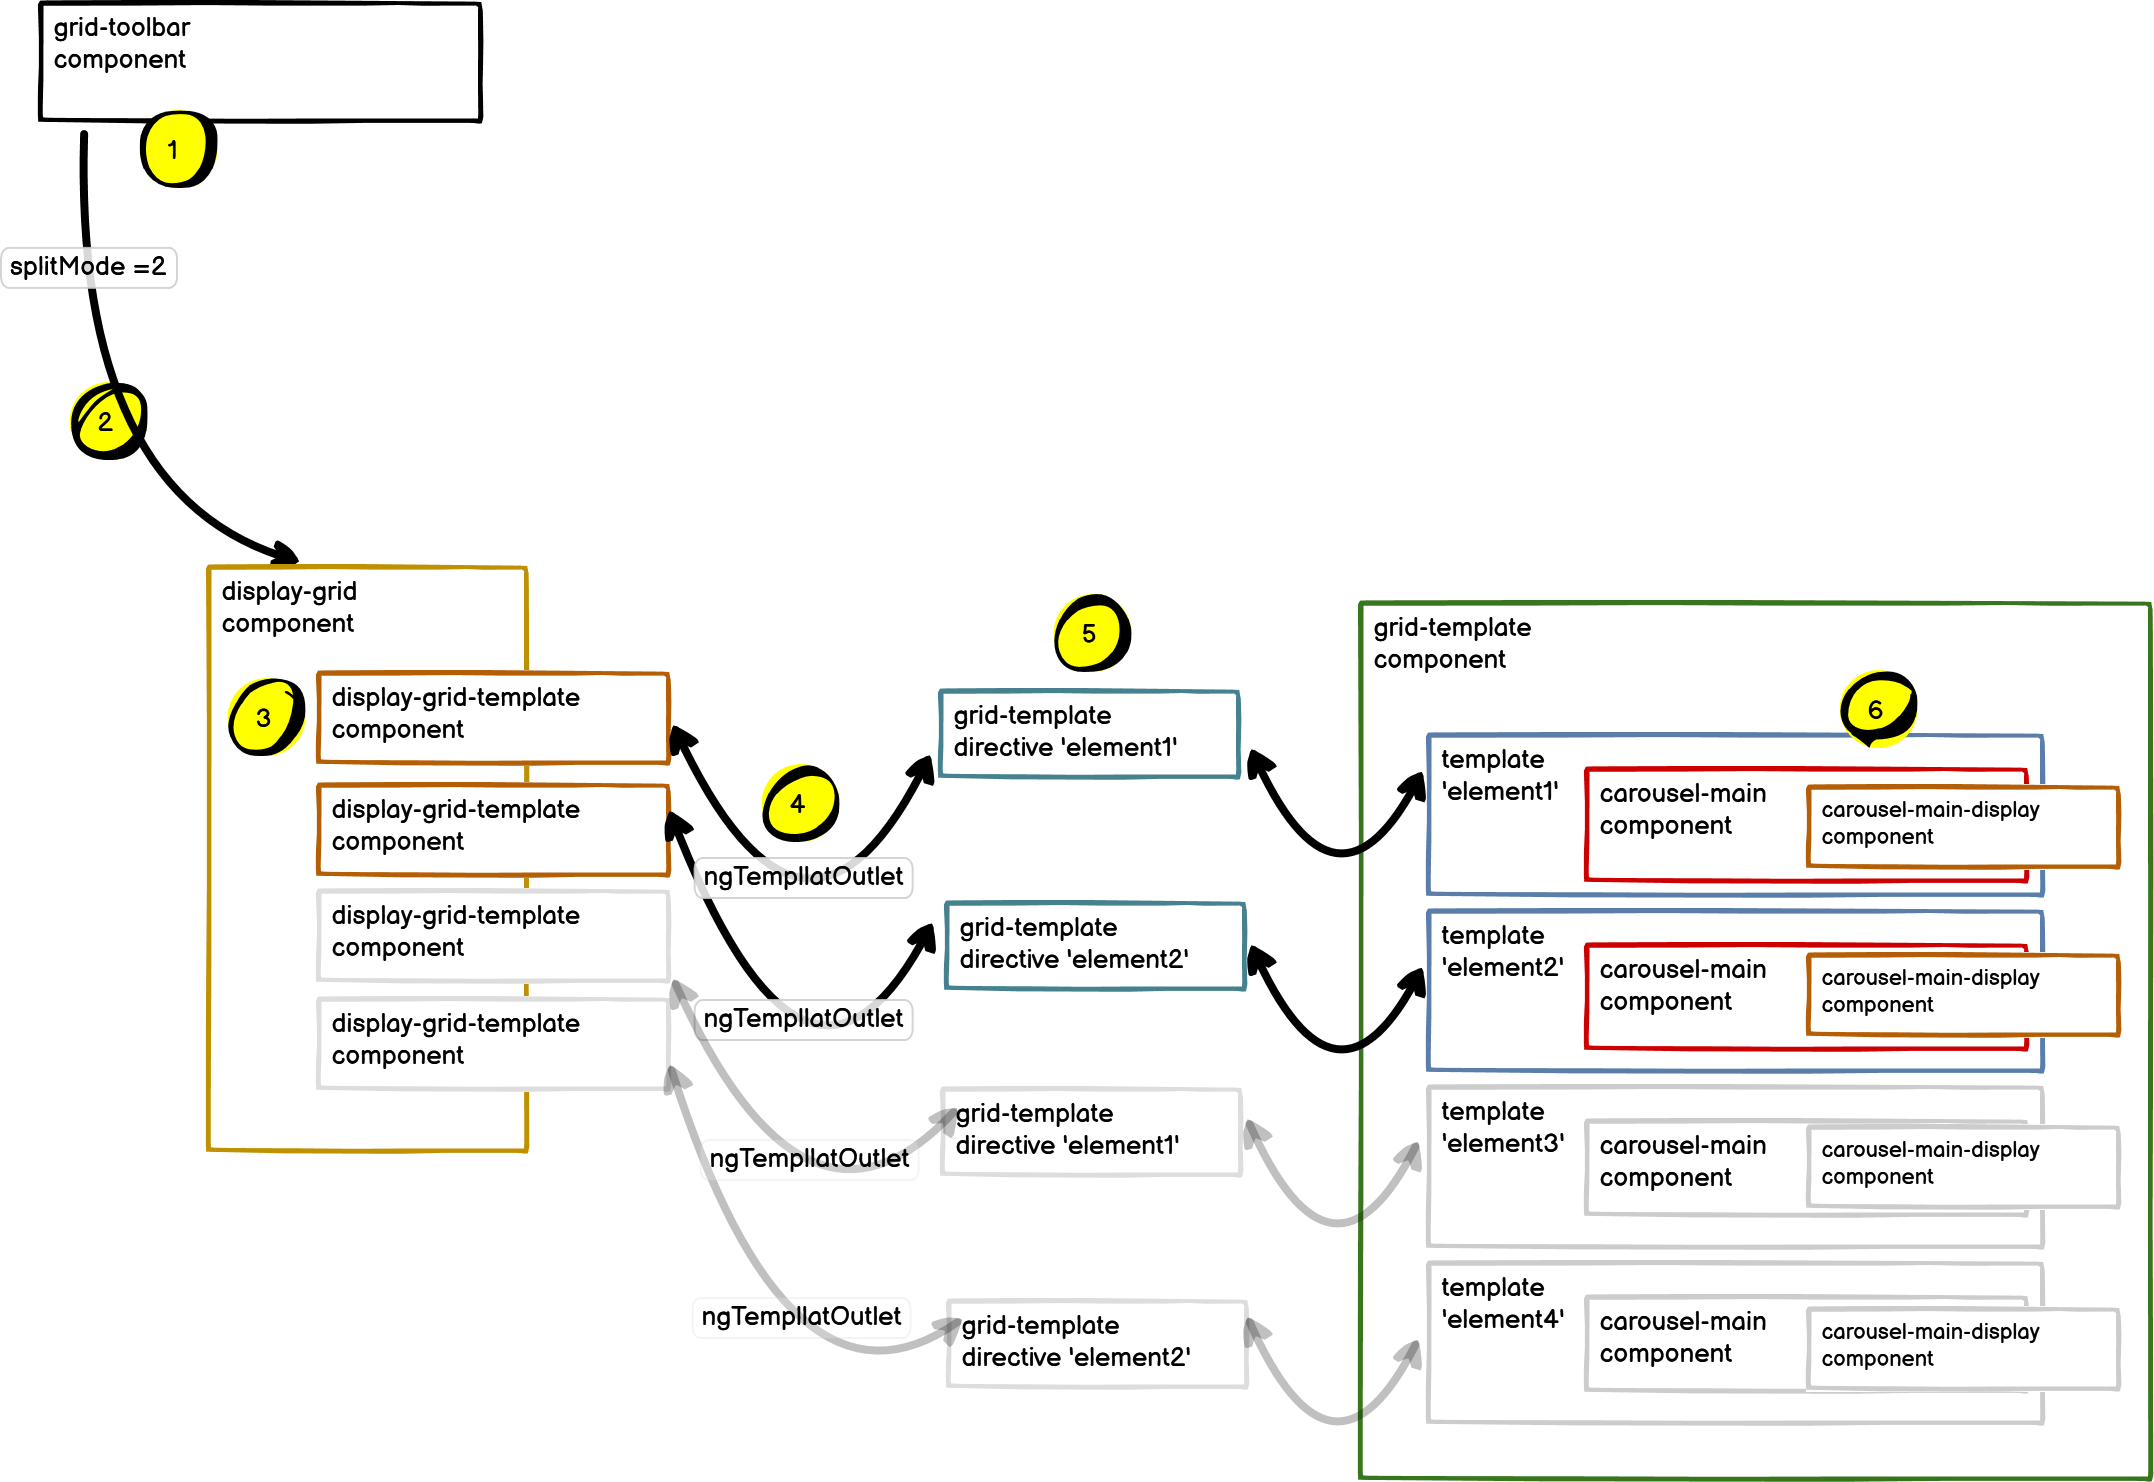 grid-toolbar
component
1
splitMode =2
2
display-grid
component
3
display-grid-template
component
display-grid-template
component
display-grid-template
component
display-grid-template
component
4
ngTempllatOutlet
ngTempllatOutlet
ngTempllatOutlet
ngTempllatOutlet
5
grid-template
directive 'element1'
grid-template
directive 'element2'
grid-template
directive 'element1'
grid-template
directive 'element2'
grid-template
component
6
template
'element1'
carousel-main
component
carousel-main-display
component
template
'element2'
carousel-main
component
carousel-main-display
component
template
'element3'
carousel-main
component
carousel-main-display
component
template
'element4'
carousel-main
component
carousel-main-display
component